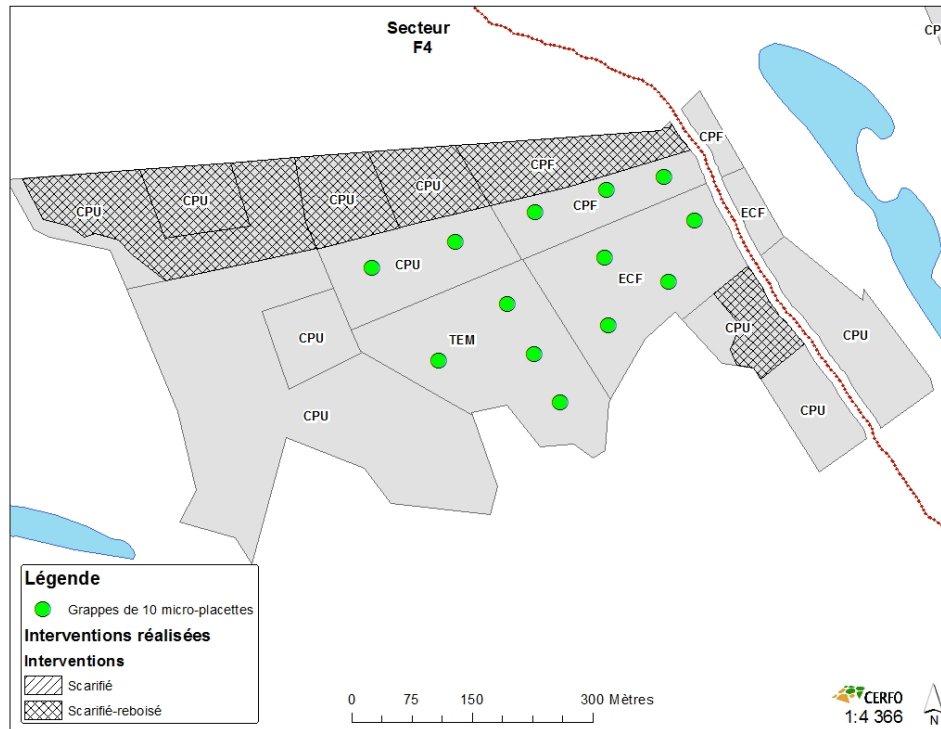 Secteur
F4
CP
CPF
CPF
CPU
CPU
CPU
CPU
CPF
ECF
CPU
ECF
CPU
TEM
CPU
CPU
CPU
CPU
Légende
Grappes de 10 micro-placettes
Interventions réalisées
Interventions
Scarifié
Scarifié-reboisé
0 75 150 300 Mètres
CERFO
1:4 366
N